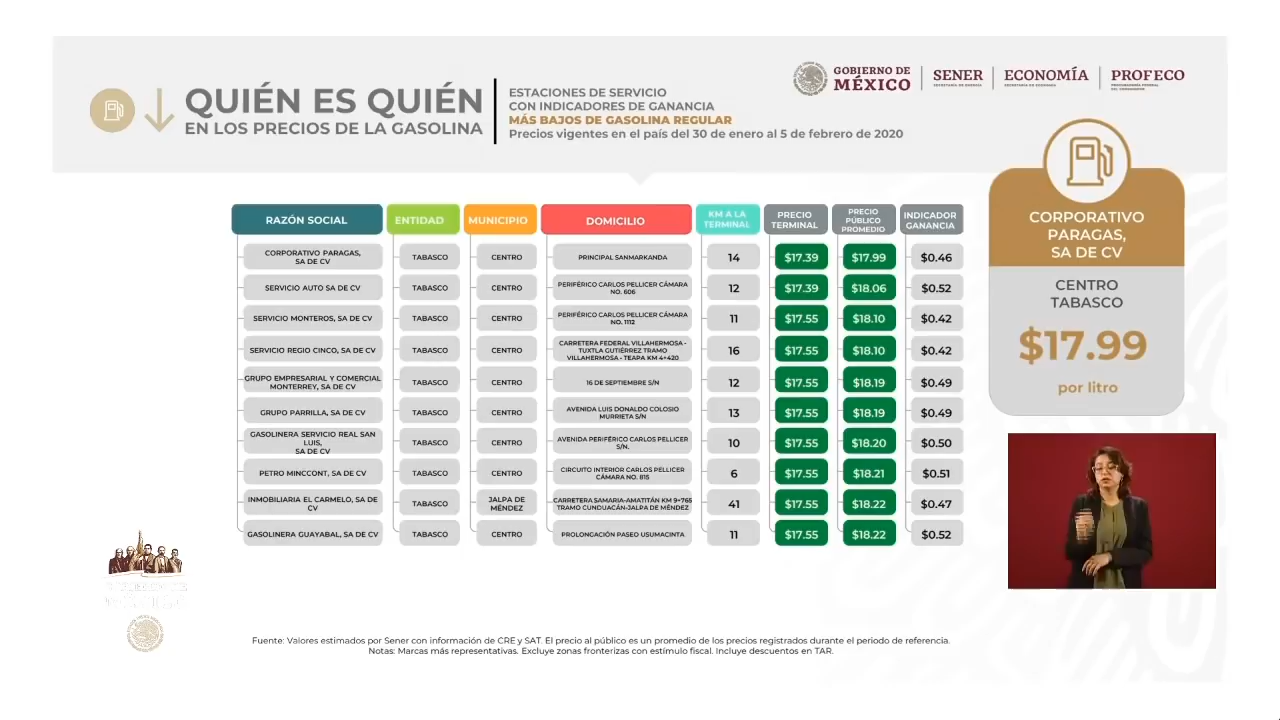 QUIÉN ES QUIÉN
EN LOS PRECIOS DE LA GASOLINA
ESTACIONES DE SERVICIO
CON INDICADORES DE GANANCIA
MÁS BAJOS DE GASOLINA REGULAR
Precios vigentes en el país del 30 de enero al 5 de febrero de 2020
GOBIERNO DE
MÉXICO
SENER
SECRETARÍA DE ENERGÍA
ECONOMÍA
SECRETARÍA DE ECONOMÍA
PROFECO
PROCURADURÍA FEDERAL
DEL CONSUMIDOR
RAZÓN SOCIAL ENTIDAD MUNICIPIO DOMICILIO KM A LA TERMINAL PRECIO TERMINAL PRECIO PÚBLICO PROMEDIO INDICADOR GANANCIA
CORPORATIVO PARAGAS, SA DE CV TABASCO CENTRO PRINCIPAL SANMARKANDA 14 $17.39 $17.99 $0.46
SERVICIO AUTO SA DE CV TABASCO CENTRO PERIFÉRICO CARLOS PELLICER CÁMARA NO. 606 12 $17.39 $18.06 $0.52
SERVICIO MONTEROS, SA DE CV TABASCO CENTRO PERIFÉRICO CARLOS PELLICER CÁMARA NO. 1112 11 $17.55 $18.10 $0.42
SERVICIO REGIO CINCO, SA DE CV TABASCO CENTRO CARRETERA FEDERAL VILLAHERMOSA - TUXTLA GUTIÉRREZ TRAMO VILLAHERMOSA - TEAPA KM 4+420 16 $17.55 $18.10 $0.42
GRUPO EMPRESARIAL Y COMERCIAL MONTERREY, SA DE CV TABASCO CENTRO 16 DE SEPTIEMBRE S/N 12 $17.55 $18.19 $0.49
GRUPO PARRILLA, SA DE CV TABASCO CENTRO AVENIDA LUIS DONALDO COLOSIO MURRIETA S/N 13 $17.55 $18.19 $0.49
GASOLINERA SERVICIO REAL SAN LUIS, SA DE CV TABASCO CENTRO AVENIDA PERIFÉRICO CARLOS PELLICER S/N. 10 $17.55 $18.20 $0.50
PETRO MINCCONT, SA DE CV TABASCO CENTRO CIRCUITO INTERIOR CARLOS PELLICER CÁMARA NO. 815 6 $17.55 $18.21 $0.51
INMOBILIARIA EL CARMELO, SA DE CV TABASCO JALPA DE MÉNDEZ CARRETERA SAMARIA-AMATITÁN KM 9+765 TRAMO CUNDUACÁN-JALPA DE MÉNDEZ 41 $17.55 $18.22 $0.47
GASOLINERA GUAYABAL, SA DE CV TABASCO CENTRO PROLONGACIÓN PASEO USUMACINTA 11 $17.55 $18.22 $0.52
CORPORATIVO
PARAGAS,
SA DE CV
CENTRO
TABASCO
$17.99
por litro
Fuente: Valores estimados por Sener con información de CRE y SAT. El precio al público es un promedio de los precios registrados durante el periodo de referencia.
Notas: Marcas más representativas. Excluye zonas fronterizas con estímulo fiscal. Incluye descuentos en TAR.